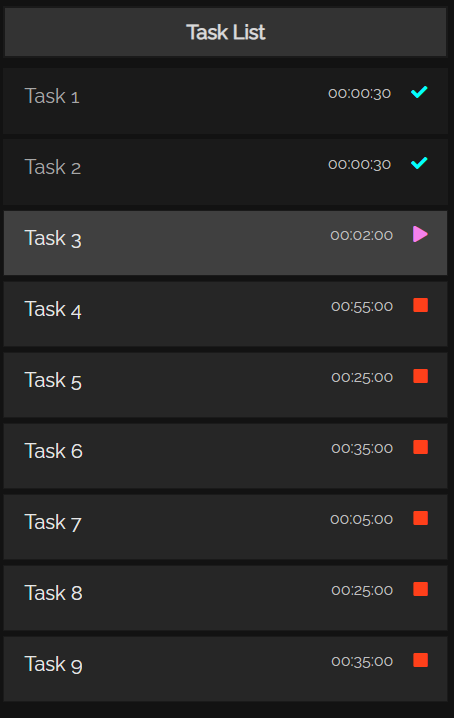 Task List
Task 1 00:00:30
Task 2 00:00:30
Task 3 00:02:00
Task 4 00:55:00
Task 5 00:25:00
Task 6 00:35:00
Task 7 00:05:00
Task 8 00:25:00
Task 9 00:35:00